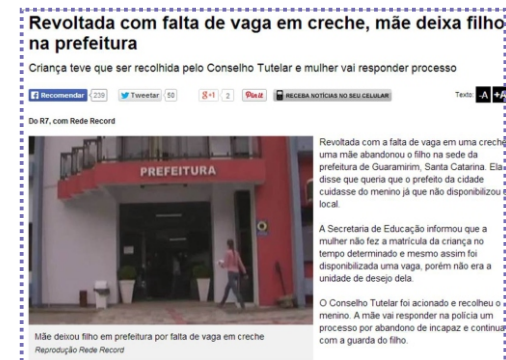 Revoltada com falta de vaga em creche, mãe deixa filho
na prefeitura
Criança teve que ser recolhida pelo Conselho Tutelar e mulher vai responder processo
Recomendar 239 Tweetar 50 g+1 2 Pin it RECEBA NOTÍCIAS NO SEU CELULAR Texto: -A +A
Do R7, com Rede Record
PREFEITURA
Mãe deixou filho em prefeitura por falta de vaga em creche
Reprodução Rede Record
Revoltada com a falta de vaga em uma creche
uma mãe abandonou o filho na sede da
prefeitura de Guaramirim, Santa Catarina. Ela
disse que queria que o prefeito da cidade
cuidasse do menino já que não disponibilizou
local.
A Secretaria de Educação informou que a
mulher não fez a matrícula da criança no
tempo determinado e mesmo assim foi
disponibilizada uma vaga, porém não era a
unidade de desejo dela.
O Conselho Tutelar foi acionado e recolheu o
menino. A mãe vai responder na polícia um
processo por abandono de incapaz e continua
com a guarda do filho.